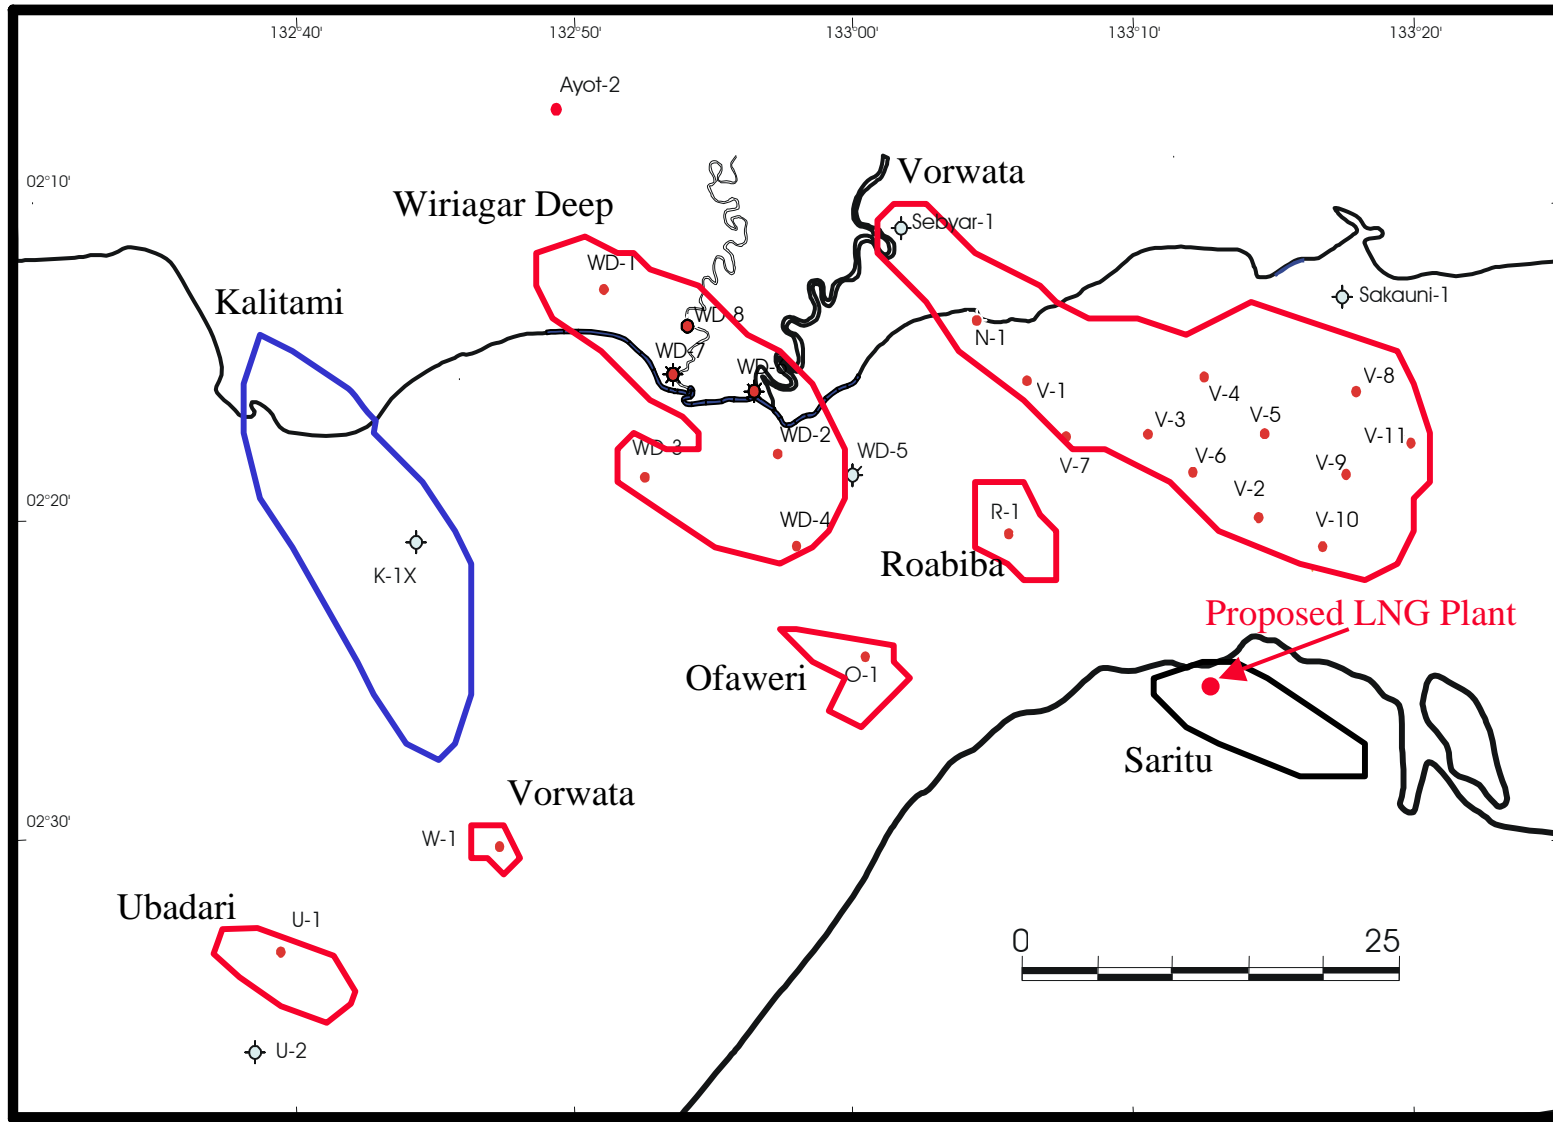 132°40'
132°50'
133°00'
133°10'
133°20'
Ayot-2
02°10'
Vorwata
Wiriagar Deep
Sebyar-1
WD-1
Kalitami
Sakauni-1
WD-8
N-1
WD-7
WD-
V-1
V-4
V-8
V-3
V-5
WD-3
WD-2
WD-5
V-7
V-6
V-11
V-9
02°20'
V-2
R-1
WD-4
V-10
K-1X
Roabiba
Proposed LNG Plant
Ofaweri
O-1
Saritu
Vorwata
02°30'
W-1
Ubadari
U-1
0
25
U-2